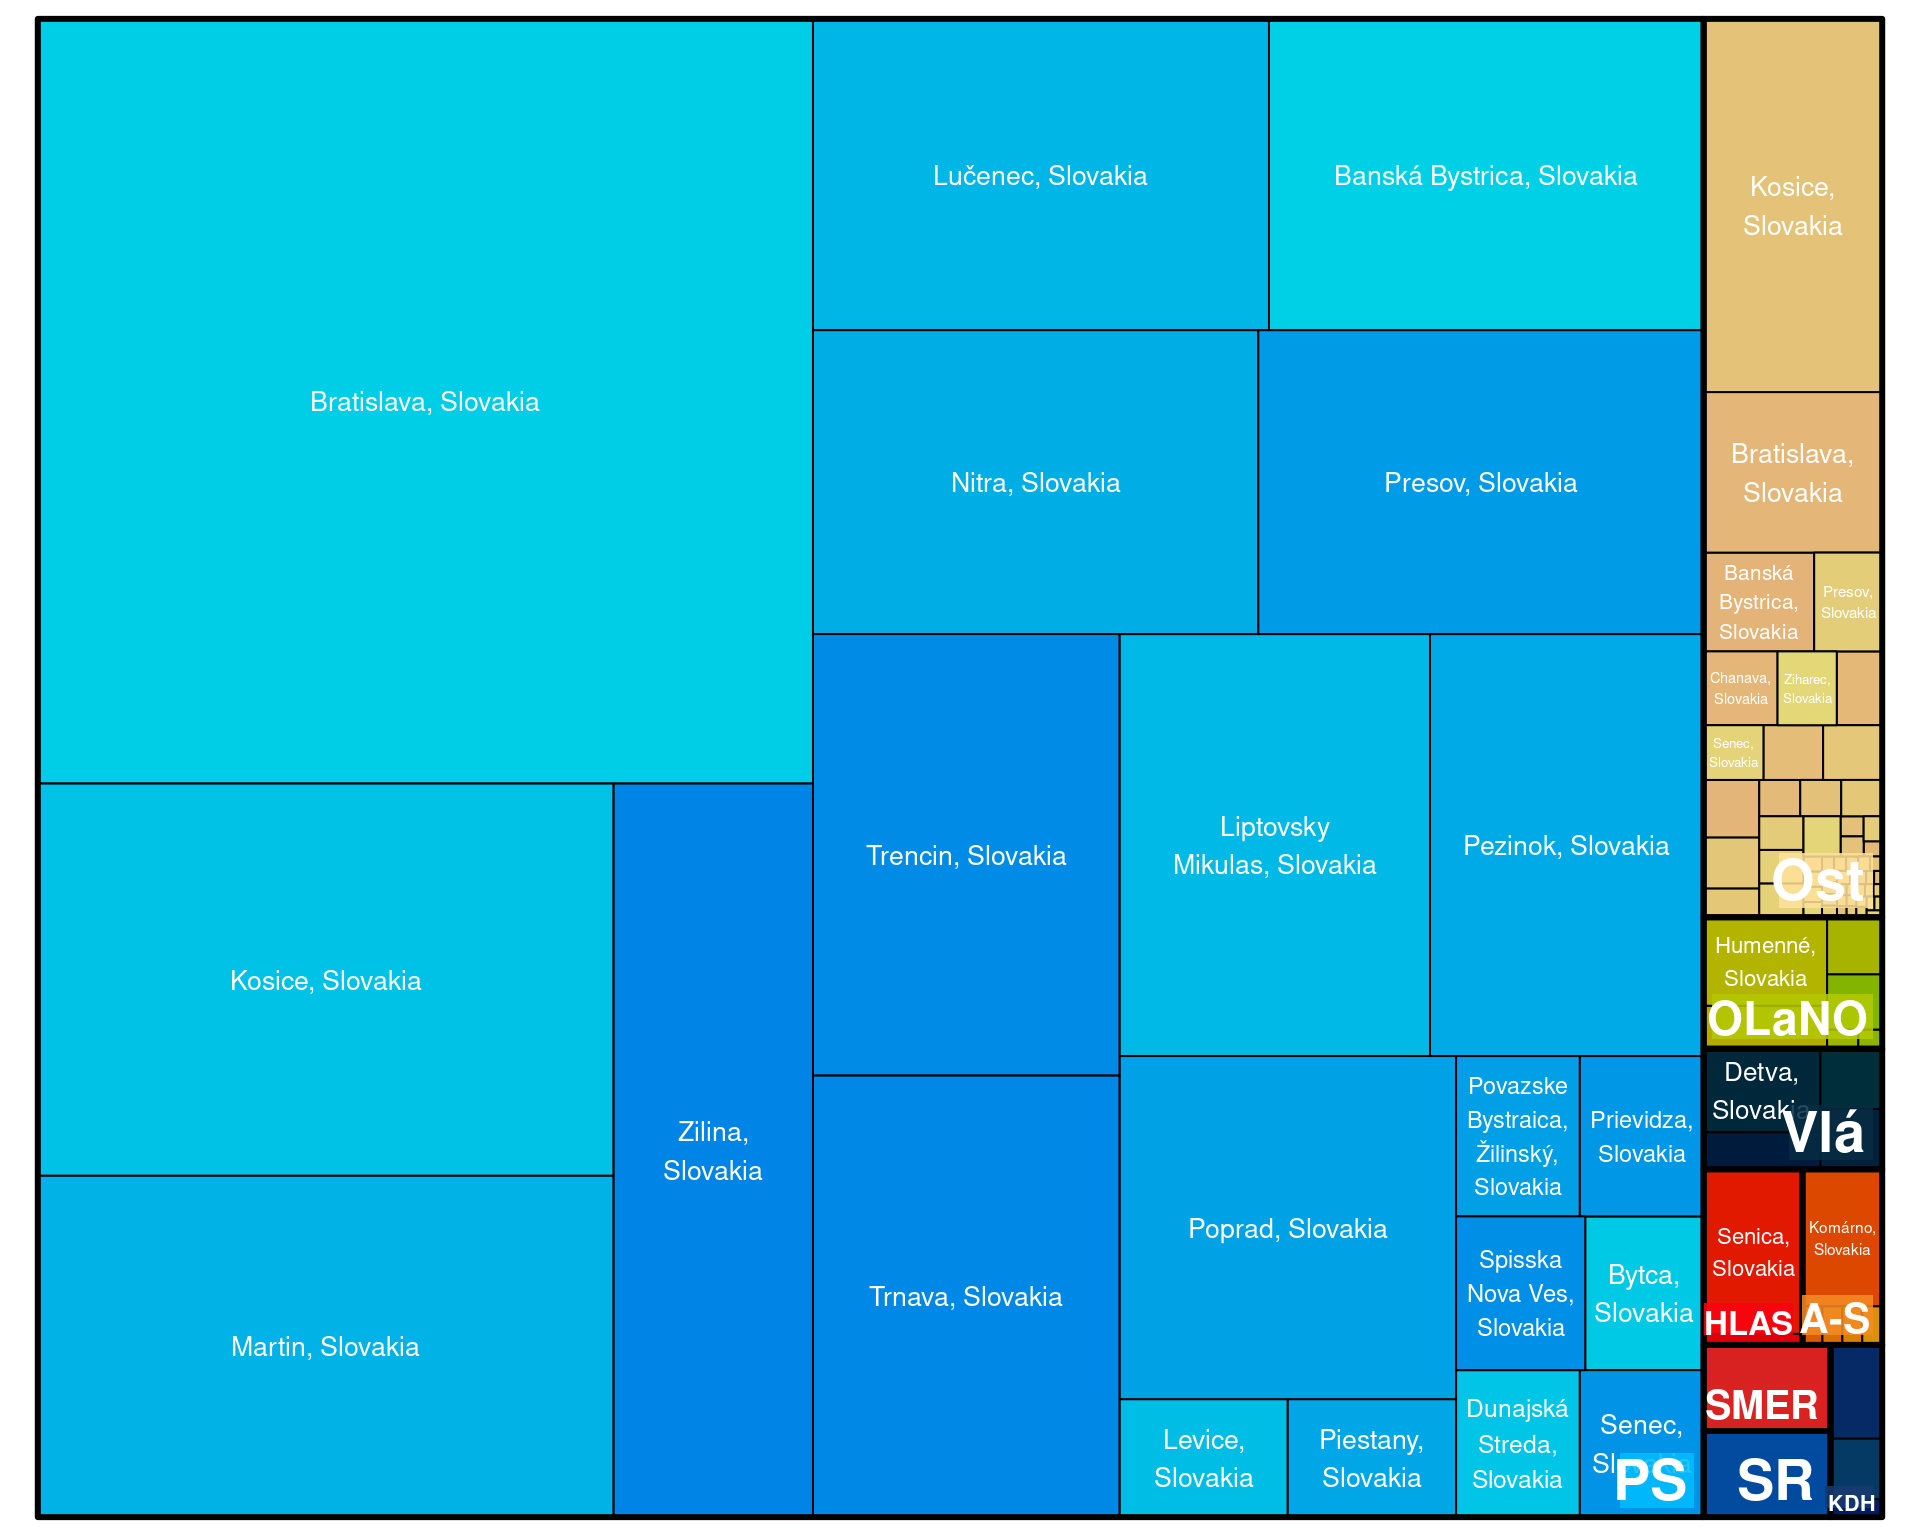 Bratislava, Slovakia
Lučenec, Slovakia
Banská Bystrica, Slovakia
Nitra, Slovakia
Presov, Slovakia
Kosice, Slovakia
Martin, Slovakia
Zilina,
Slovakia
Trencin, Slovakia
Trnava, Slovakia
Liptovsky
Mikulas, Slovakia
Pezinok, Slovakia
Poprad, Slovakia
Levice,
Slovakia
Piestany,
Slovakia
Povazske
Bystraica,
Žilinský,
Slovakia
Prievidza,
Slovakia
Spisska
Nova Ves,
Slovakia
Bytca,
Slovakia
Dunajská
Streda,
Slovakia
Senec,
PS
Kosice,
Slovakia
Bratislava,
Slovakia
Banská
Bystrica,
Slovakia
Presov,
Slovakia
Chanava,
Slovakia
Ziharec,
Slovakia
Senec,
Slovakia
Ost
Humenné,
Slovakia
OLaNO
Detva,
Slovakia
Vlá
Senica,
Slovakia
HLAS
Komárno,
Slovakia
A-S
SMER
SR
KDH